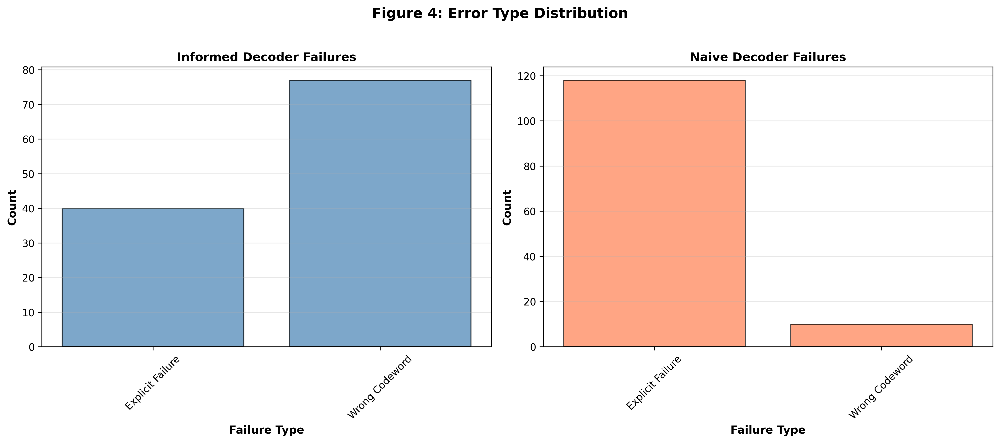 Figure 4: Error Type Distribution
Informed Decoder Failures
80
70
60
50
40
30
20
10
0
Count
Explicit Failure
Wrong Codeword
Failure Type
Naive Decoder Failures
120
100
80
60
40
20
0
Count
Explicit Failure
Wrong Codeword
Failure Type